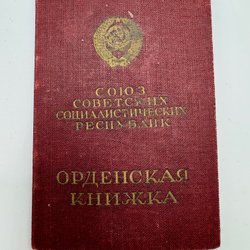 СОЮЗ
СОВЕТСКИХ
СОЦИАЛИСТИЧЕСКИХ
РЕСПУБЛИК
ОРДЕНСКАЯ
КНИЖКА